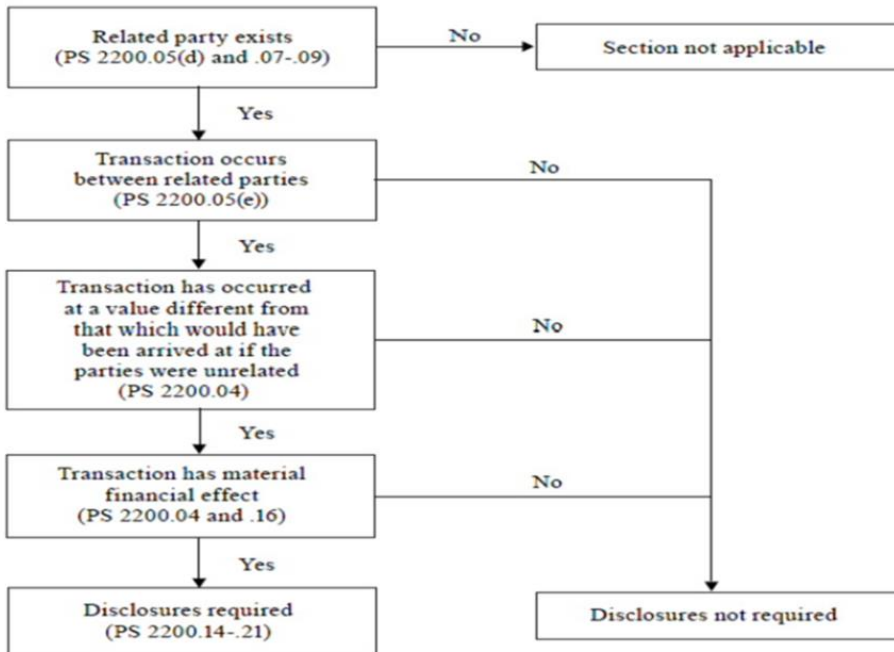 Related party exists
(PS 2200.05(d) and .07-.09)
No
Section not applicable
Yes
Transaction occurs
between related parties
(PS 2200.05(e))
No
Yes
Transaction has occurred
at a value different from
that which would have
been arrived at if the
parties were unrelated
(PS 2200.04)
No
Yes
Transaction has material
financial effect
(PS 2200.04 and .16)
No
Yes
Disclosures required
(PS 2200.14-.21)
Disclosures not required